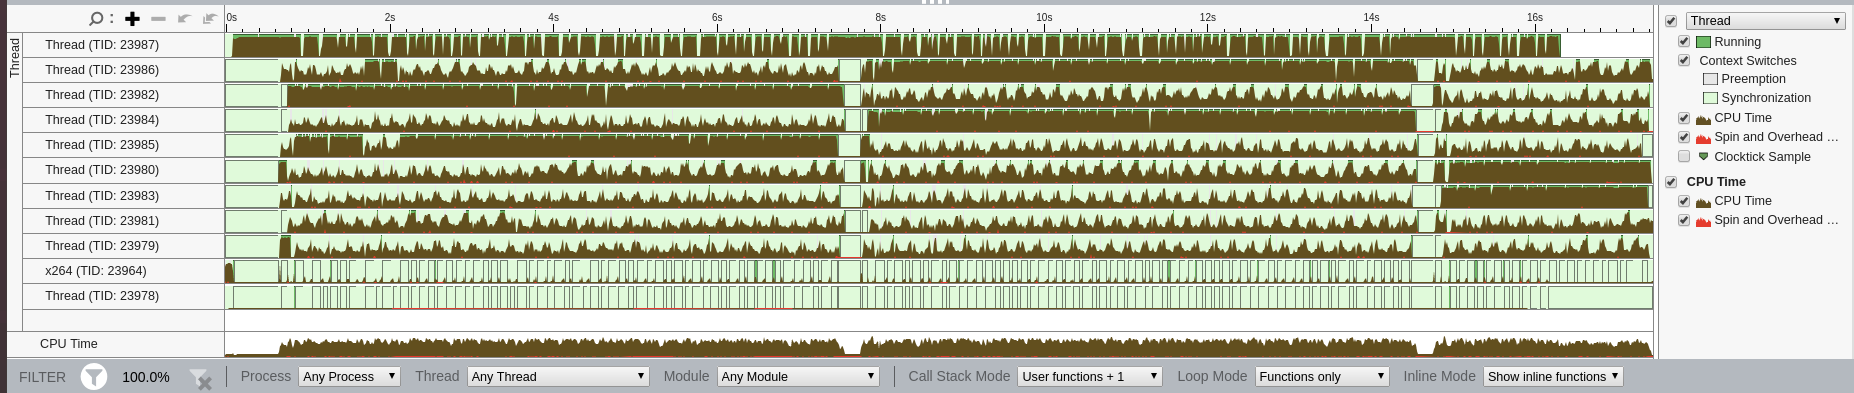 0s 2s 4s 6s 8s 10s 12s 14s 16s
Thread
Thread (TID: 23987)
Thread (TID: 23986)
Thread (TID: 23982)
Thread (TID: 23984)
Thread (TID: 23985)
Thread (TID: 23980)
Thread (TID: 23983)
Thread (TID: 23981)
Thread (TID: 23979)
x264 (TID: 23964)
Thread (TID: 23978)
CPU Time
Thread
Running
Context Switches
Preemption
Synchronization
CPU Time
Spin and Overhead ...
Clocktick Sample
CPU Time
CPU Time
Spin and Overhead ...
FILTER 100.0% Process Any Process Thread Any Thread Module Any Module Call Stack Mode User functions + 1 Loop Mode Functions only Inline Mode Show inline functions